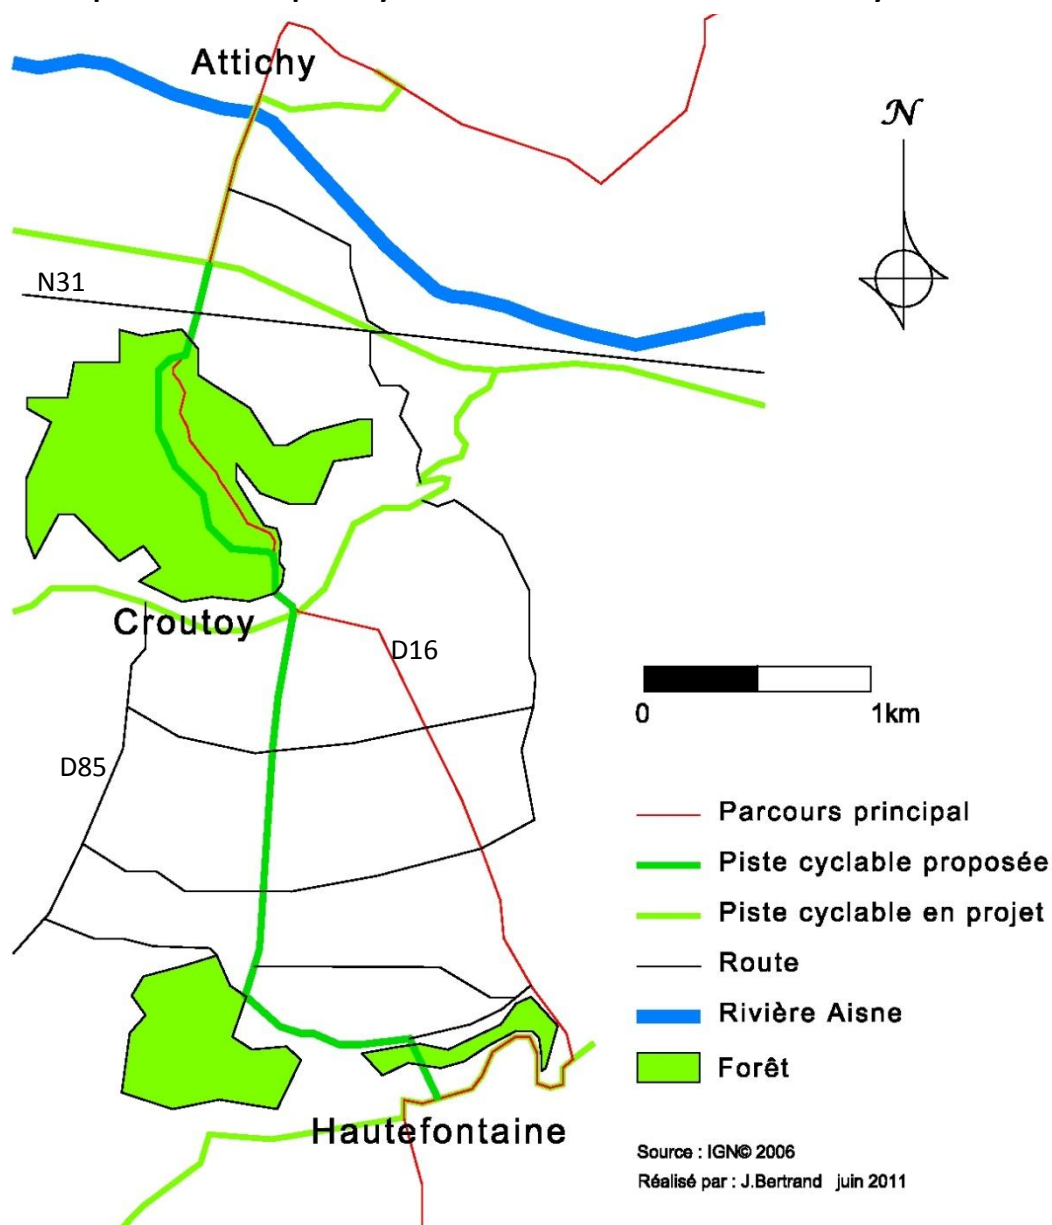 Attichy
N
N31
Croutoy
D16
D85
0 1km
Parcours principal
Piste cyclable proposée
Piste cyclable en projet
Route
Rivière Aisne
Forêt
Hautefontaine
Source : IGN© 2006
Réalisé par : J.Bertrand juin 2011